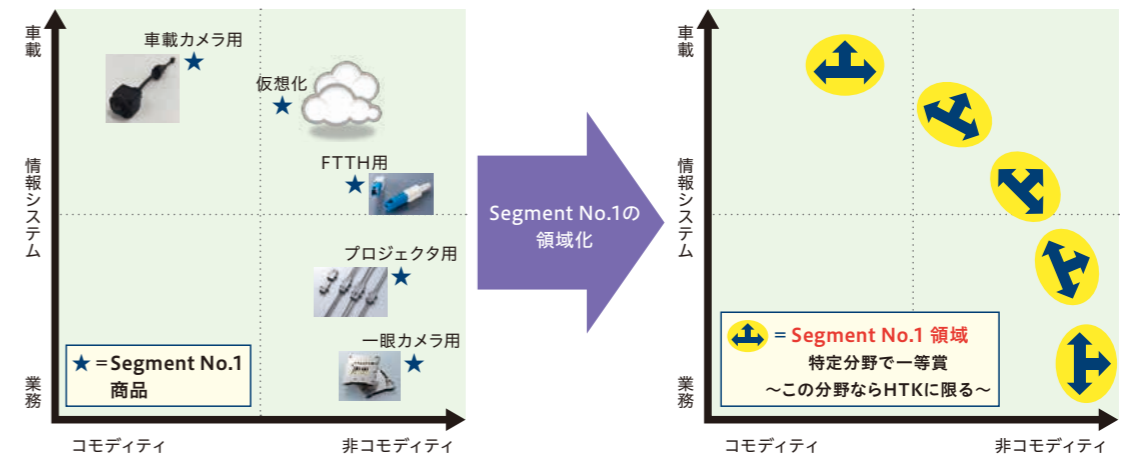 車載
情報システム
業務
車載カメラ用
仮想化
FTTH用
プロジェクタ用
一眼カメラ用
★=Segment No.1
商品
コモディティ
非コモディティ
Segment No.1の
領域化
車載
情報システム
業務
= Segment No.1 領域
特定分野で一等賞
～この分野ならHTKに限る～
コモディティ
非コモディティ